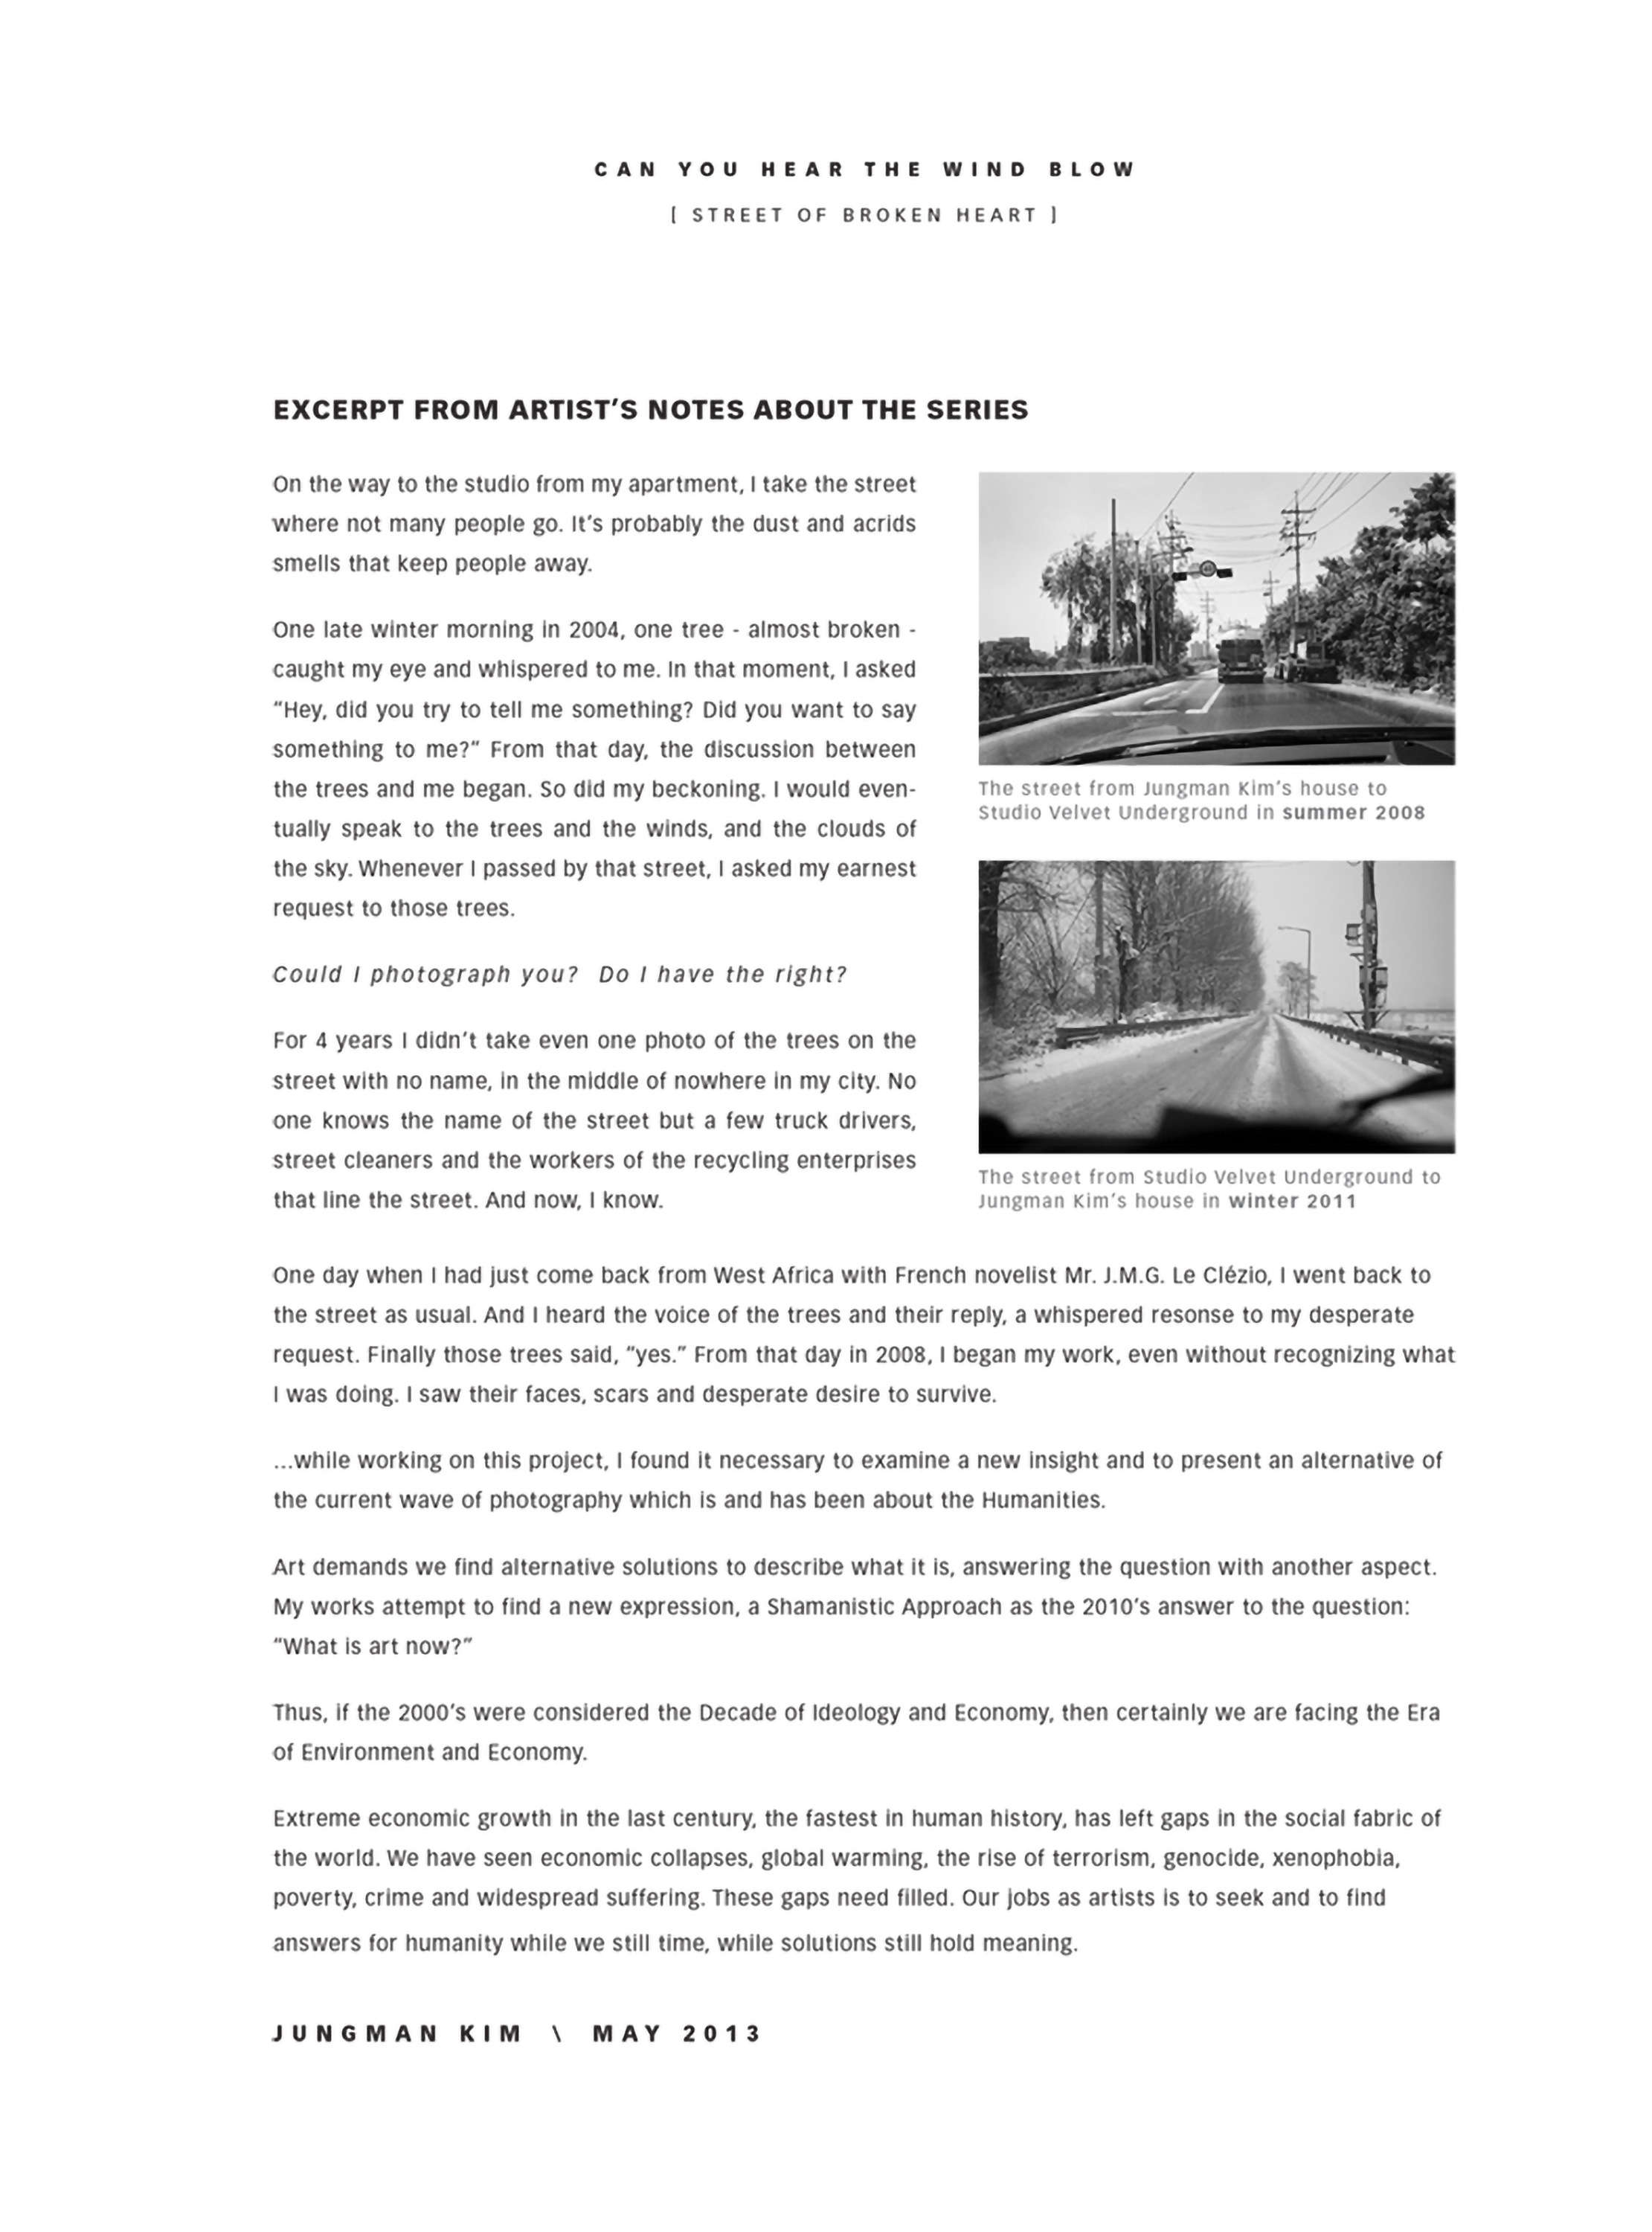 CAN YOU HEAR THE WIND BLOW
[ STREET OF BROKEN HEART ]
EXCERPT FROM ARTIST'S NOTES ABOUT THE SERIES
On the way to the studio from my apartment, I take the street
where not many people go. It's probably the dust and acrids
smells that keep people away.
One late winter morning in 2004, one tree - almost broken -
caught my eye and whispered to me. In that moment, I asked
“Hey, did you try to tell me something? Did you want to say
something to me?” From that day, the discussion between
the trees and me began. So did my beckoning. I would even-
tually speak to the trees and the winds, and the clouds of
the sky. Whenever I passed by that street, I asked my earnest
request to those trees.
Could I photograph you? Do I have the right?
For 4 years I didn't take even one photo of the trees on the
street with no name, in the middle of nowhere in my city. No
one knows the name of the street but a few truck drivers,
street cleaners and the workers of the recycling enterprises
that line the street. And now, I know.
The street from Jungman Kim's house to
Studio Velvet Underground in summer 2008
The street from Studio Velvet Underground to
Jungman Kim's house in winter 2011
One day when I had just come back from West Africa with French novelist Mr. J.M.G. Le Clézio, I went back to
the street as usual. And I heard the voice of the trees and their reply, a whispered resonse to my desperate
request. Finally those trees said, “yes.” From that day in 2008, I began my work, even without recognizing what
I was doing. I saw their faces, scars and desperate desire to survive.
...while working on this project, I found it necessary to examine a new insight and to present an alternative of
the current wave of photography which is and has been about the Humanities.
Art demands we find alternative solutions to describe what it is, answering the question with another aspect.
My works attempt to find a new expression, a Shamanistic Approach as the 2010's answer to the question:
“What is art now?”
Thus, if the 2000's were considered the Decade of Ideology and Economy, then certainly we are facing the Era
of Environment and Economy.
Extreme economic growth in the last century, the fastest in human history, has left gaps in the social fabric of
the world. We have seen economic collapses, global warming, the rise of terrorism, genocide, xenophobia,
poverty, crime and widespread suffering. These gaps need filled. Our jobs as artists is to seek and to find
answers for humanity while we still time, while solutions still hold meaning.
JUNGMAN KIM \ MAY 2013